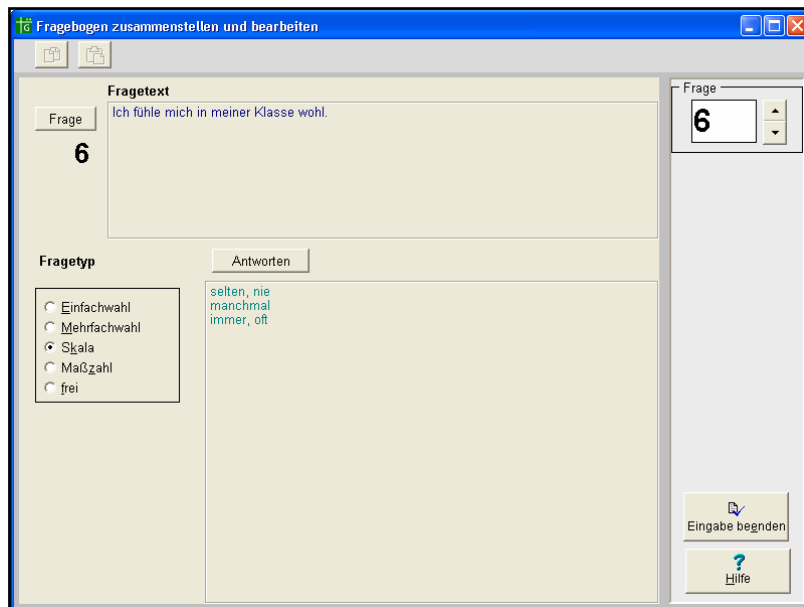 Fragebogen zusammenstellen und bearbeiten
Fragetext
Frage
6
Ich fühle mich in meiner Klasse wohl.
Frage
6
Fragetyp
Antworten
Einfachwahl
Mehrfachwahl
Skala
Maßzahl
frei
selten, nie
manchmal
immer, oft
Eingabe beenden
?
Hilfe